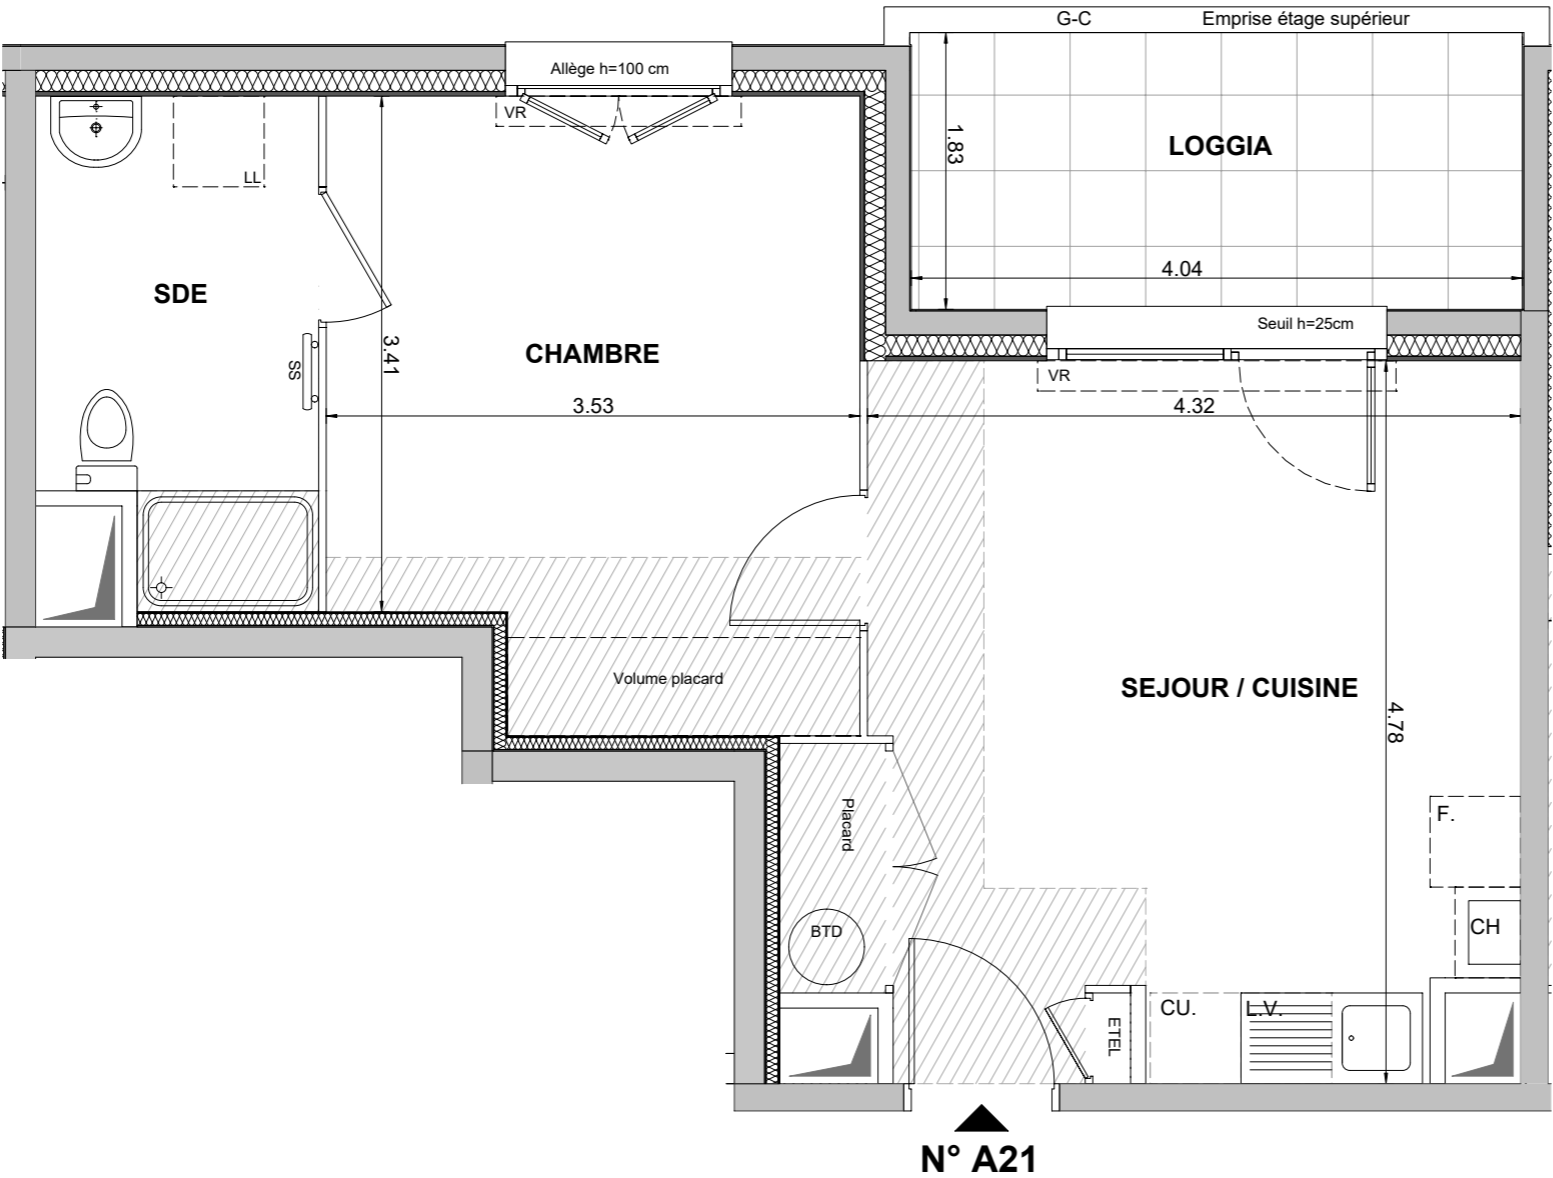 G-C
Emprise étage supérieur
Allège h=100 cm
VR
LL
1.83
LOGGIA
4.04
SDE
Seuil h=25cm
CHAMBRE
3.41
SS
VR
3.53
4.32
Volume placard
SEJOUR / CUISINE
4.78
Placard
F.
CH
BTD
CU.
L.V.
ETEL
N° A21